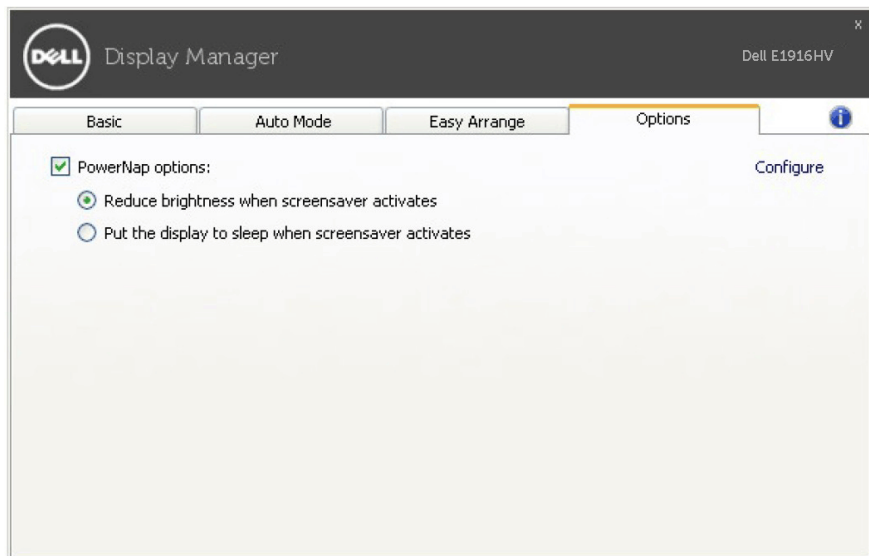 DELL
Display Manager
x
Dell E1916HV
Basic
Auto Mode
Easy Arrange
Options
i
PowerNap options:
Configure
Reduce brightness when screensaver activates
Put the display to sleep when screensaver activates